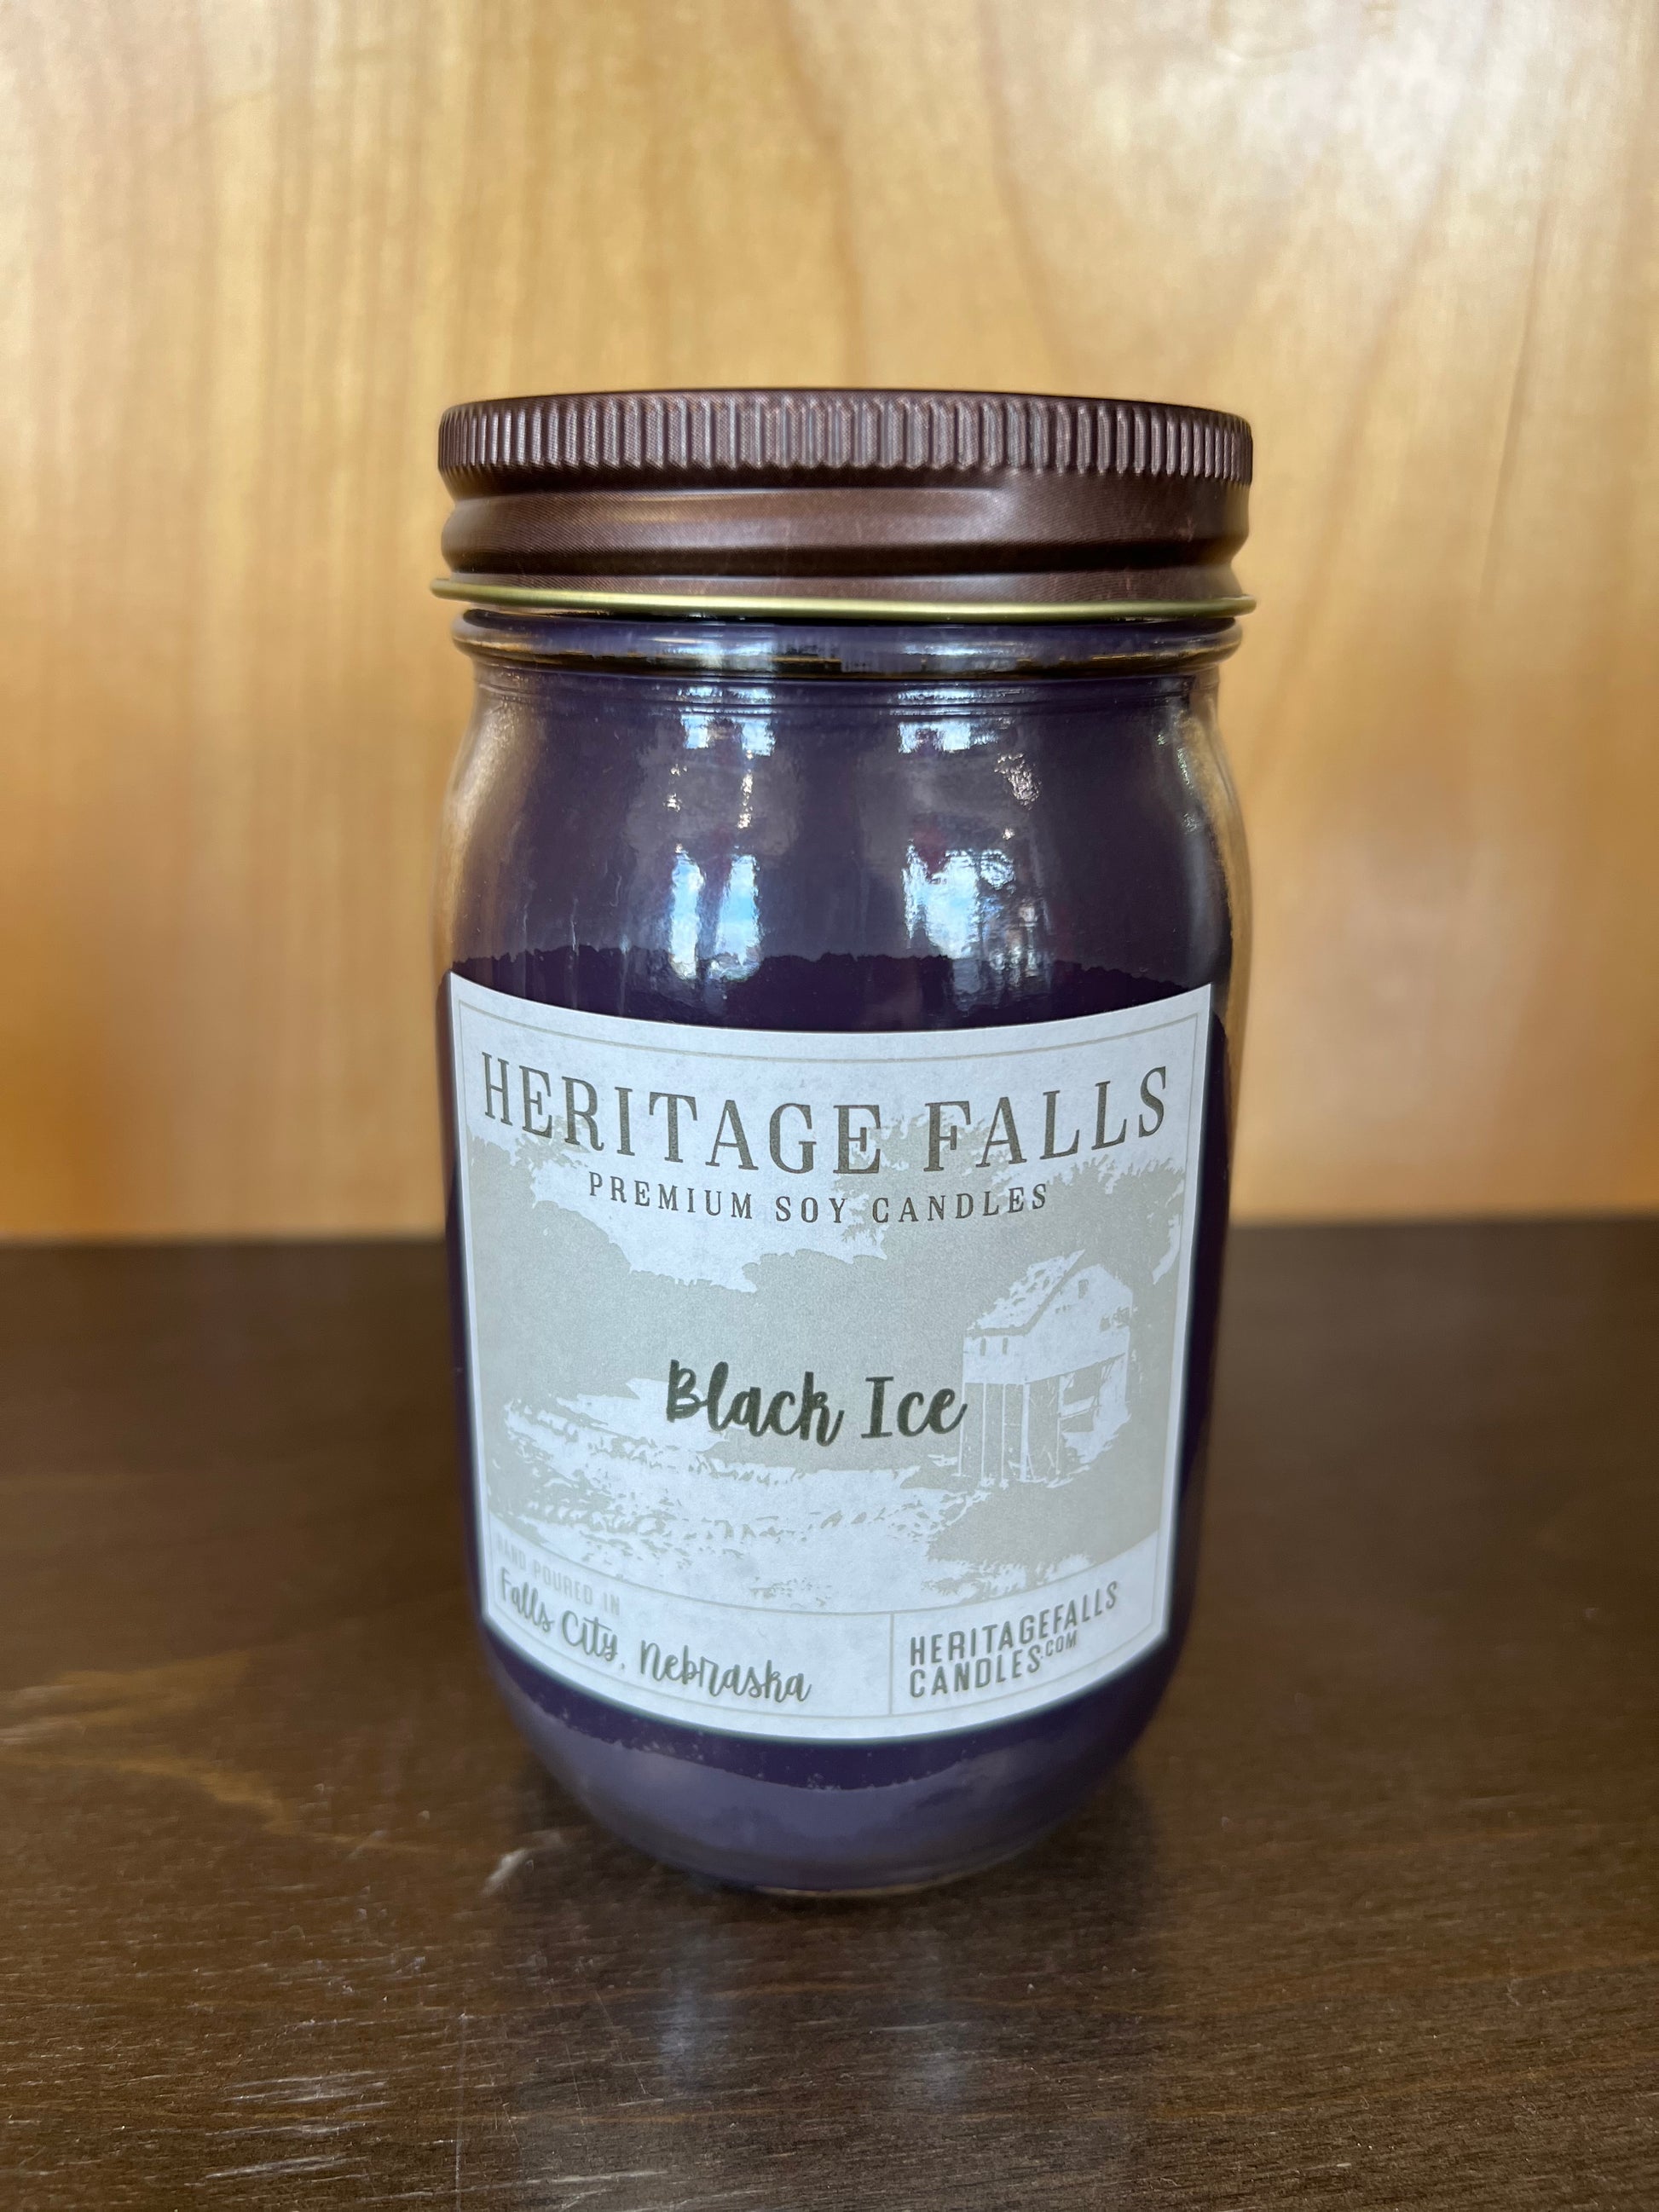 HERITAGE FALLS
PREMIUM SOY CANDLES
Black Ice
HAND POURED IN
Falls City, Nebraska
HERITAGEFALLS
CANDLES.COM